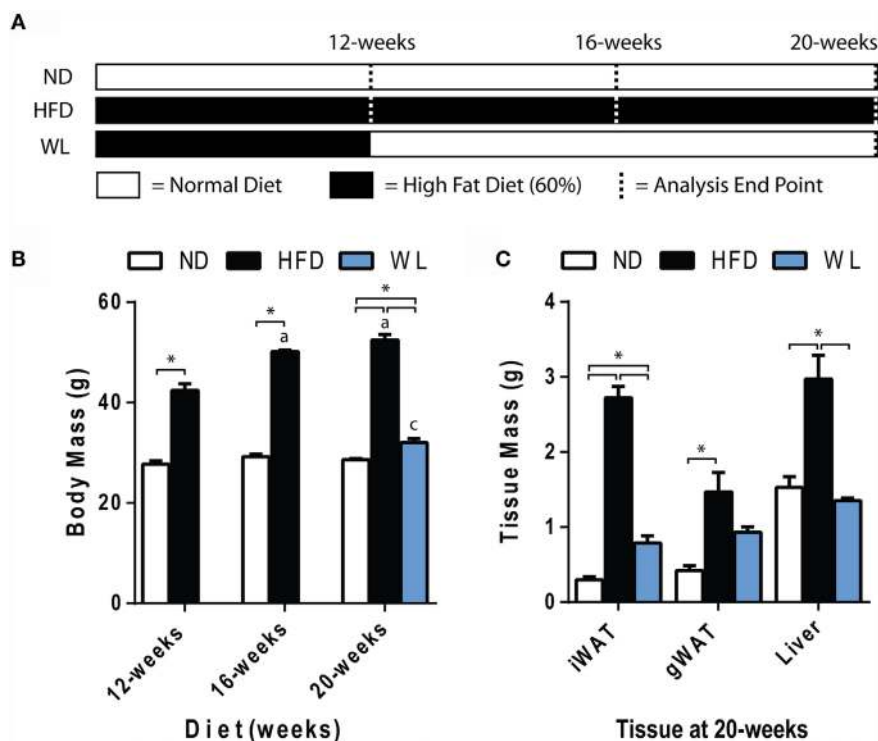 A
12-weeks 16-weeks 20-weeks
ND
HFD
WL
= Normal Diet = High Fat Diet (60%) = Analysis End Point
B ND HFD WL
Body Mass (g)
60
40
20
0
*
*
a
*
a
c
12-weeks
16-weeks
20-weeks
Diet (weeks)
C ND HFD WL
Tissue Mass (g)
4
3
2
1
0
*
*
*
iWAT
gWAT
Liver
Tissue at 20-weeks